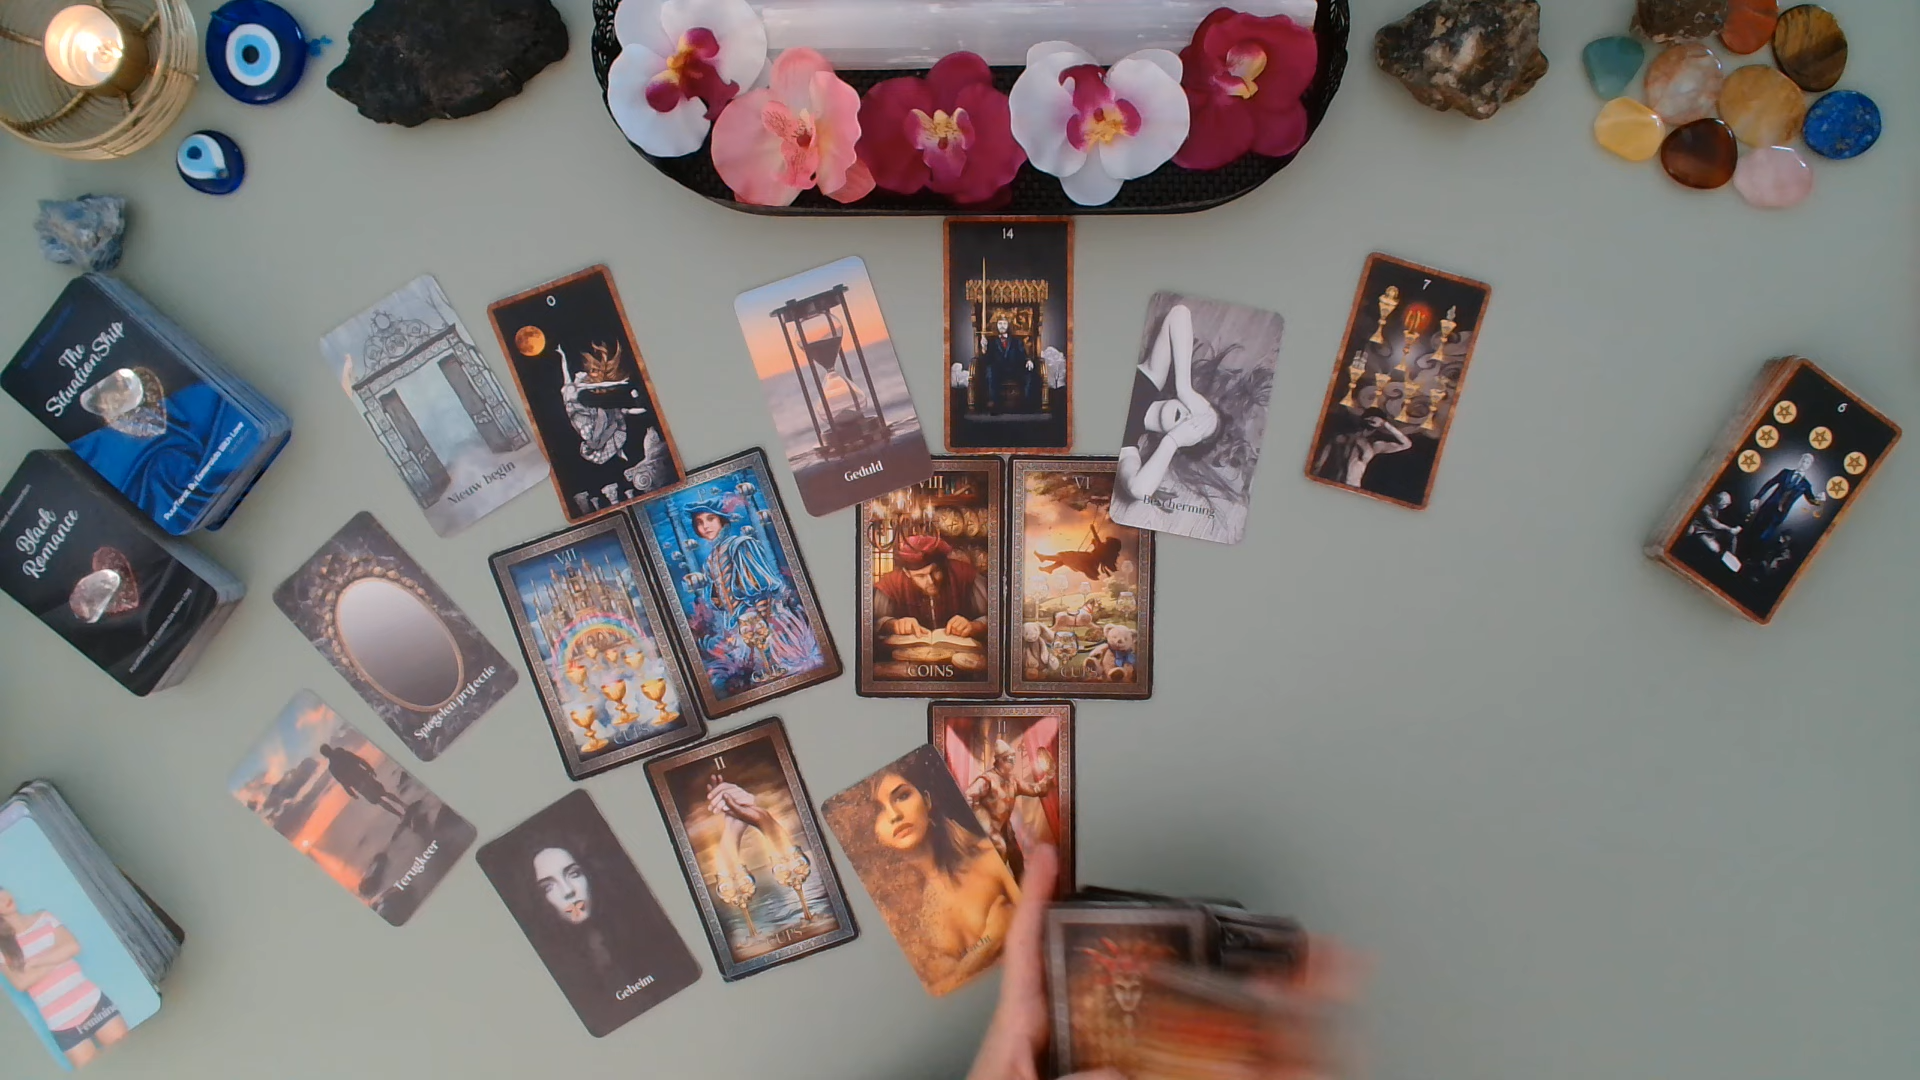 14
7
0
6
The
SituationShip
Nieuw begin
Geduld
Bescherming
VIII
COINS
VI
CUPS
VII
CUPS
Black
Romance
Spiegelen projectie
Terugkeer
II
CUPS
II
Geheim
Feminin